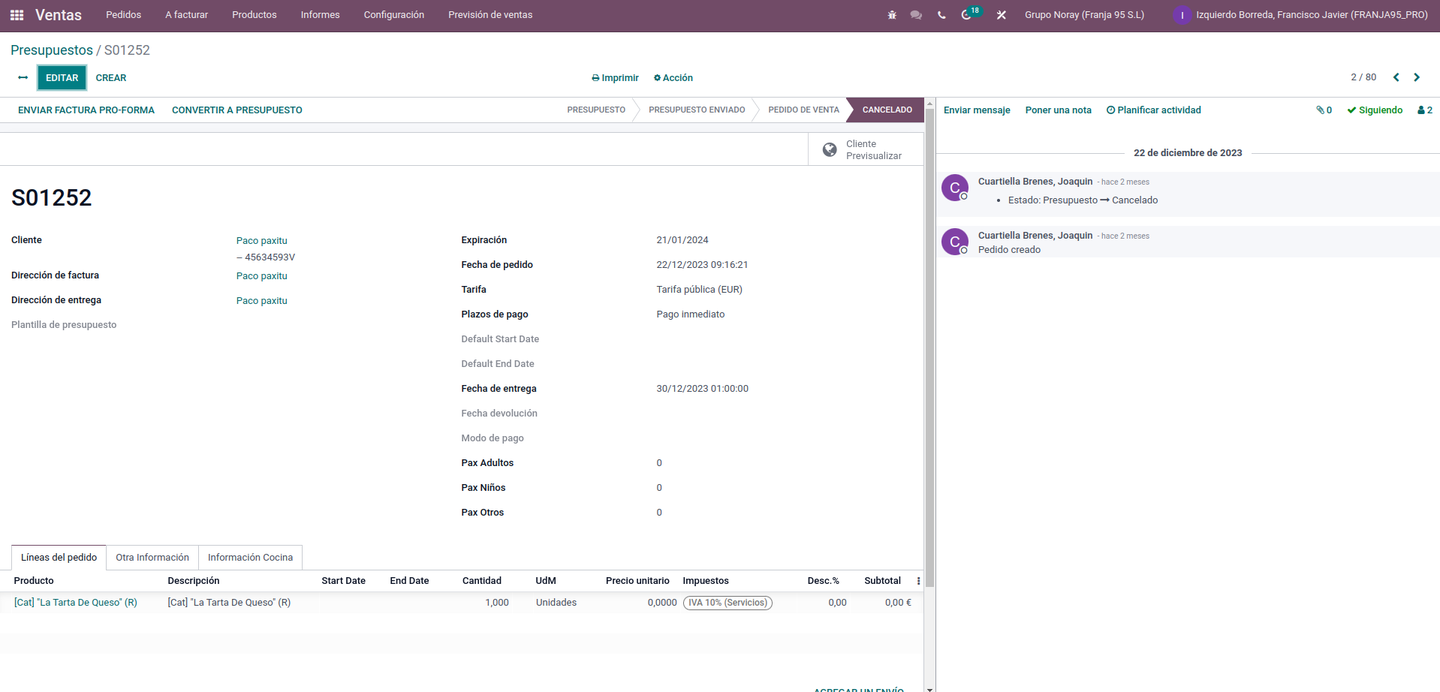 Ventas Pedidos A facturar Productos Informes Configuración Previsión de ventas 18 Grupo Noray (Franja 95 S.L) I Izquierdo Borreda, Francisco Javier (FRANJA95_PRO)
Presupuestos / S01252
EDITAR CREAR Imprimir Acción 2 / 80
ENVIAR FACTURA PRO-FORMA CONVERTIR A PRESUPUESTO PRESUPUESTO PRESUPUESTO ENVIADO PEDIDO DE VENTA CANCELADO
Cliente
Previsualizar
S01252
Cliente Paco paxitu
– 45634593V
Dirección de factura Paco paxitu
Dirección de entrega Paco paxitu
Plantilla de presupuesto
Expiración 21/01/2024
Fecha de pedido 22/12/2023 09:16:21
Tarifa Tarifa pública (EUR)
Plazos de pago Pago inmediato
Default Start Date
Default End Date
Fecha de entrega 30/12/2023 01:00:00
Fecha devolución
Modo de pago
Pax Adultos 0
Pax Niños 0
Pax Otros 0
Líneas del pedido Otra Información Información Cocina
Producto Descripción Start Date End Date Cantidad UdM Precio unitario Impuestos Desc.% Subtotal
[Cat] "La Tarta De Queso" (R) [Cat] "La Tarta De Queso" (R) 1,000 Unidades 0,0000 IVA 10% (Servicios) 0,00 0,00 €
AGREGAR UN ENVÍO
Enviar mensaje Poner una nota Planificar actividad 0 Siguiendo 2
22 de diciembre de 2023
C Cuartiella Brenes, Joaquin - hace 2 meses
• Estado: Presupuesto → Cancelado
C Cuartiella Brenes, Joaquin - hace 2 meses
Pedido creado